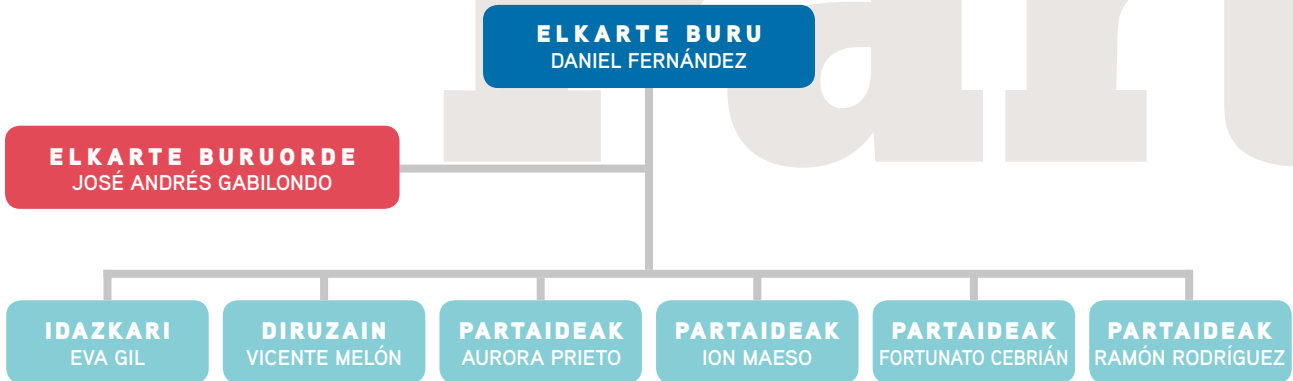 Part
ELKARTE BURU
DANIEL FERNÁNDEZ
ELKARTE BURUORDE
JOSÉ ANDRÉS GABILONDO
IDAZKARI
EVA GIL
DIRUZAIN
VICENTE MELÓN
PARTAIDEAK
AURORA PRIETO
PARTAIDEAK
ION MAESO
PARTAIDEAK
FORTUNATO CEBRIÁN
PARTAIDEAK
RAMÓN RODRÍGUEZ